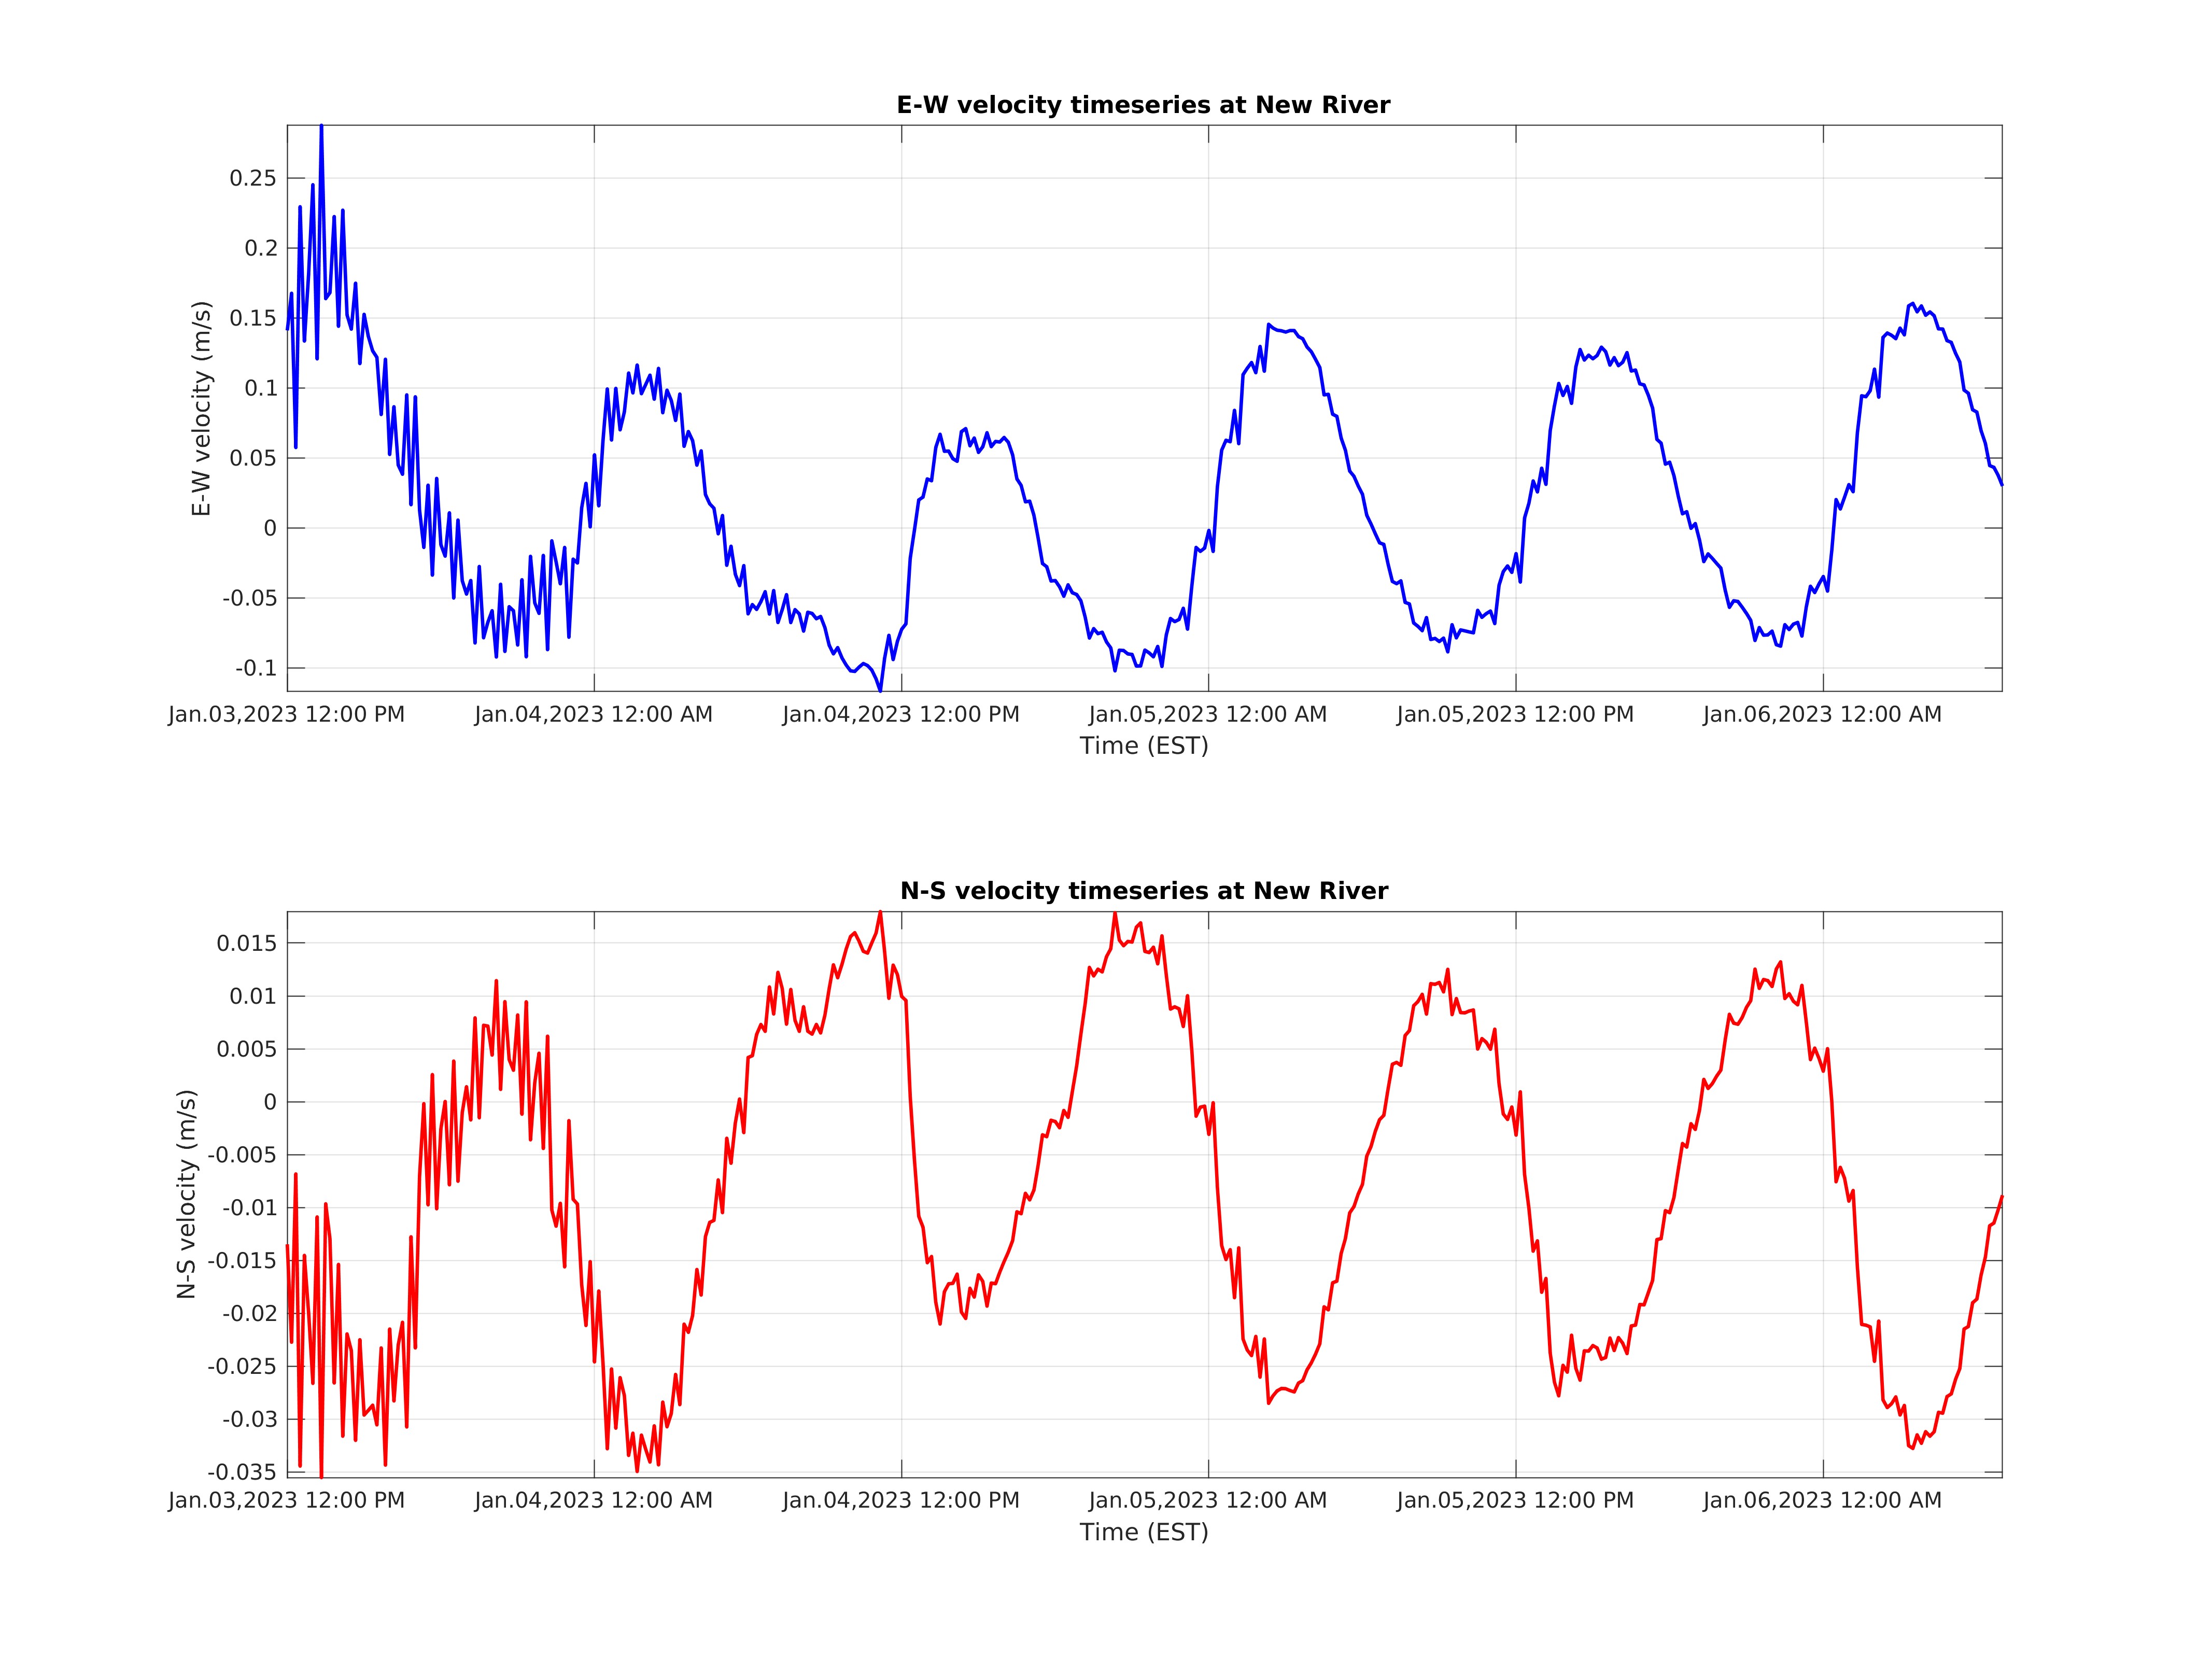 E-W velocity timeseries at New River
E-W velocity (m/s)
0.25
0.2
0.15
0.1
0.05
0
-0.05
-0.1
Jan.03,2023 12:00 PM Jan.04,2023 12:00 AM Jan.04,2023 12:00 PM Jan.05,2023 12:00 AM Jan.05,2023 12:00 PM Jan.06,2023 12:00 AM
Time (EST)
N-S velocity timeseries at New River
N-S velocity (m/s)
0.015
0.01
0.005
0
-0.005
-0.01
-0.015
-0.02
-0.025
-0.03
-0.035
Jan.03,2023 12:00 PM Jan.04,2023 12:00 AM Jan.04,2023 12:00 PM Jan.05,2023 12:00 AM Jan.05,2023 12:00 PM Jan.06,2023 12:00 AM
Time (EST)